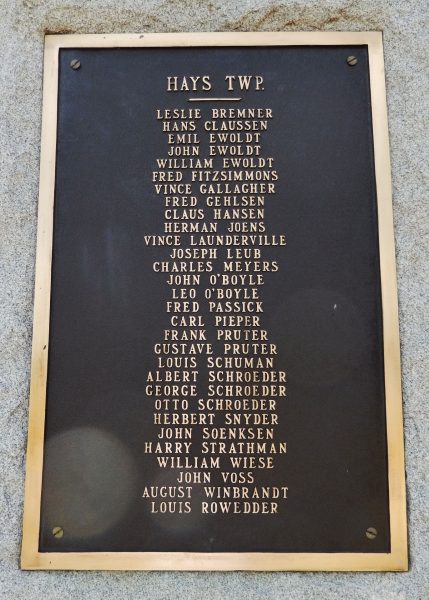 HAYS TWP.
LESLIE BREMNER
HANS CLAUSSEN
EMIL EWOLDT
JOHN EWOLDT
WILLIAM EWOLDT
FRED FITZSIMMONS
VINCE GALLAGHER
FRED GEHLSEN
CLAUS HANSEN
HERMAN JOENS
VINCE LAUNDERVILLE
JOSEPH LEUB
CHARLES MEYERS
JOHN O'BOYLE
LEO O'BOYLE
FRED PASSICK
CARL PIEPER
FRANK PRUTER
GUSTAVE PRUTER
LOUIS SCHUMAN
ALBERT SCHROEDER
GEORGE SCHROEDER
OTTO SCHROEDER
HERBERT SNYDER
JOHN SOENKSEN
HARRY STRATHMAN
WILLIAM WIESE
JOHN VOSS
AUGUST WINBRANDT
LOUIS ROWEDDER